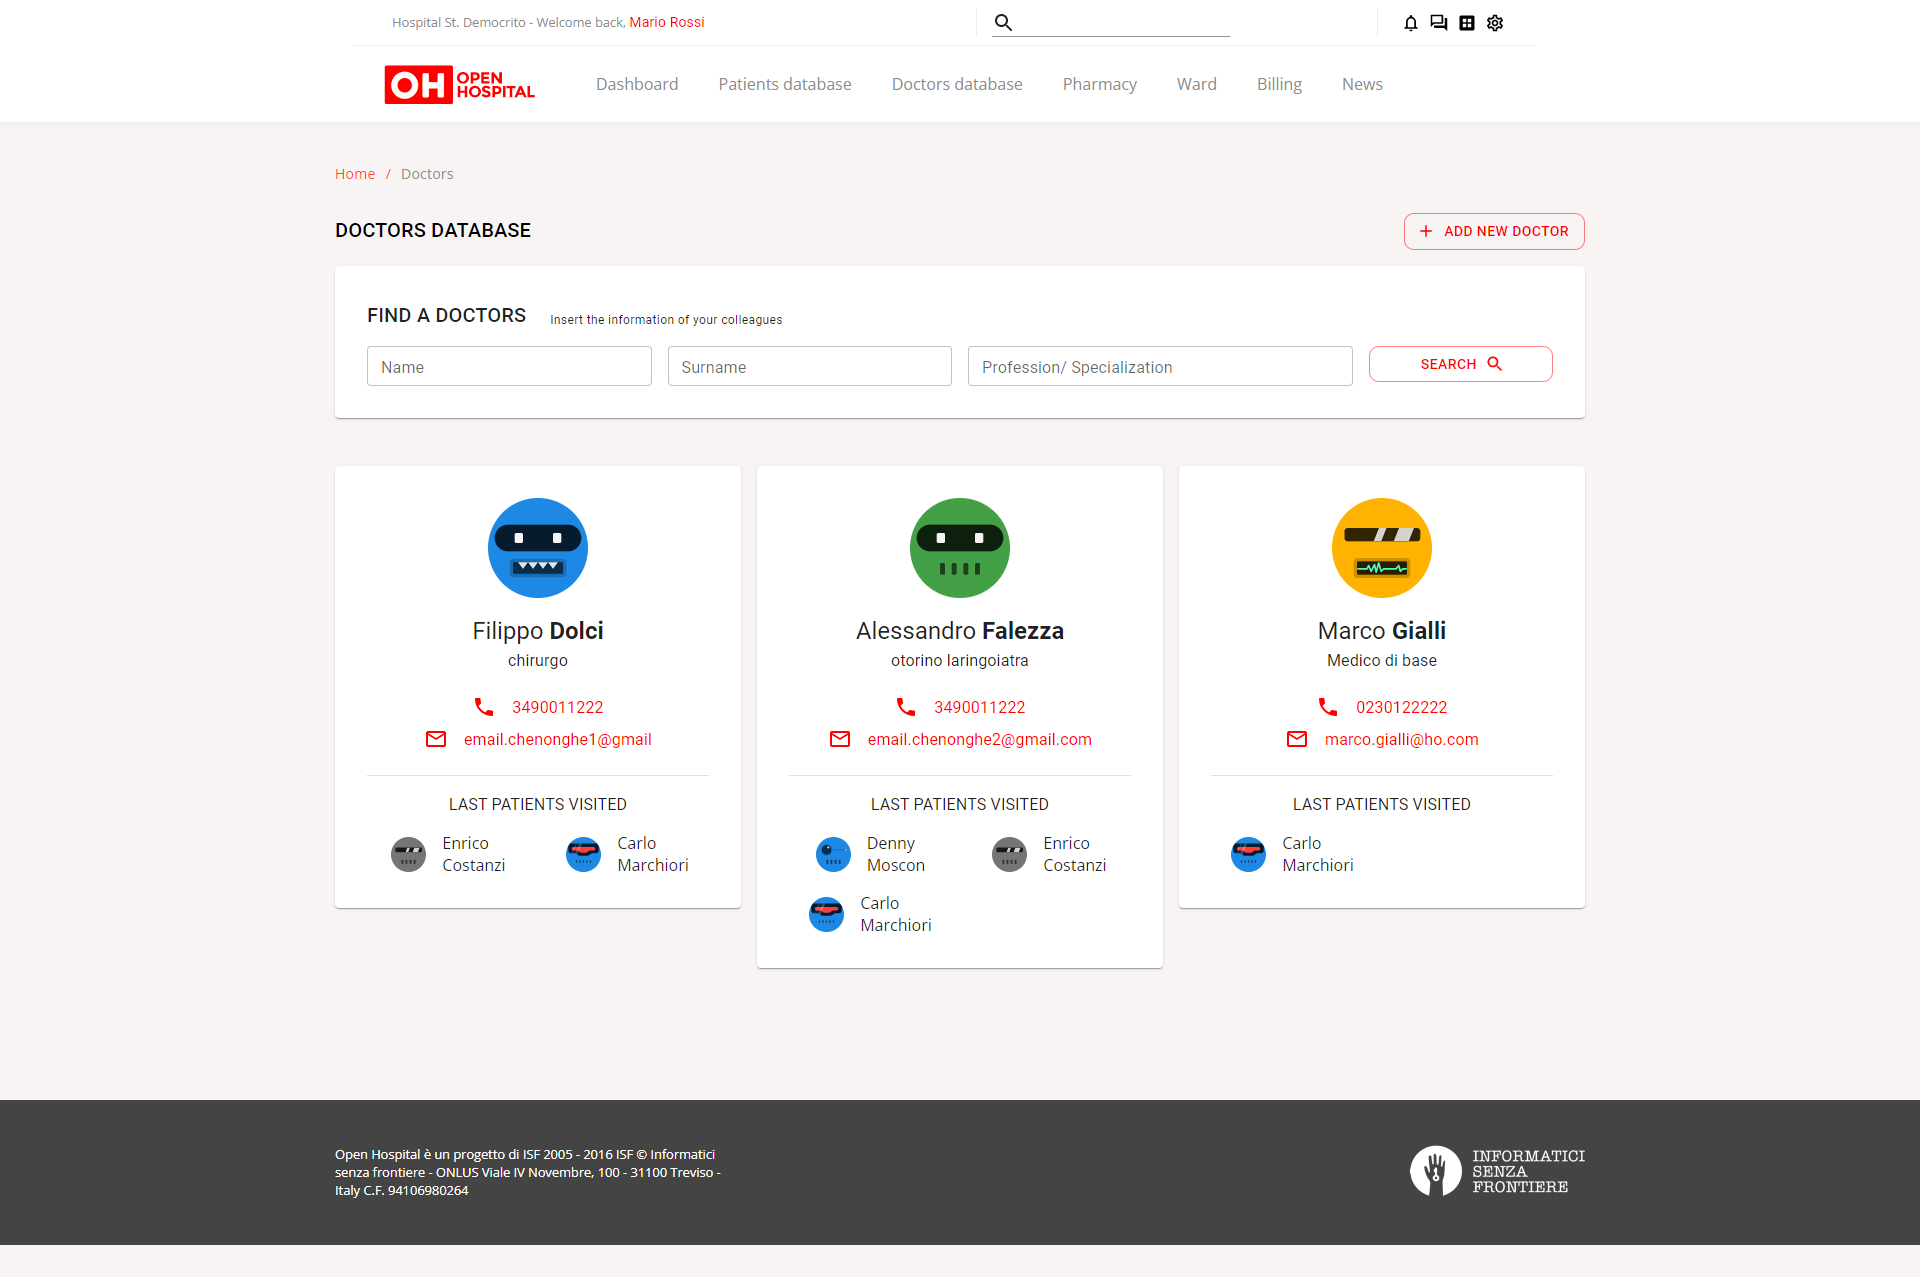 Hospital St. Democrito - Welcome back, Mario Rossi
OH OPEN HOSPITAL
Dashboard
Patients database
Doctors database
Pharmacy
Ward
Billing
News
Home / Doctors
DOCTORS DATABASE
ADD NEW DOCTOR
FIND A DOCTORS
Insert the information of your colleagues
Name
Surname
Profession/ Specialization
SEARCH
Filippo Dolci
chirurgo
3490011222
email.chenonghe1@gmail
LAST PATIENTS VISITED
Enrico
Costanzi
Carlo
Marchiori
Alessandro Falezza
otorino laringoiatra
3490011222
email.chenonghe2@gmail.com
LAST PATIENTS VISITED
Denny
Moscon
Enrico
Costanzi
Carlo
Marchiori
Marco Gialli
Medico di base
0230122222
marco.gialli@ho.com
LAST PATIENTS VISITED
Carlo
Marchiori
Open Hospital è un progetto di ISF 2005 - 2016 ISF © Informatici
senza frontiere - ONLUS Viale IV Novembre, 100 - 31100 Treviso -
Italy C.F. 94106980264
INFORMATICI
SENZA
FRONTIERE